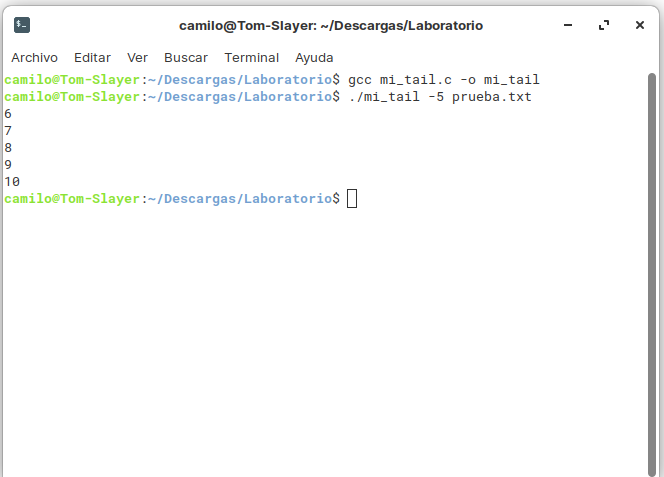 $_
camilo@Tom-Slayer: ~/Descargas/Laboratorio
Archivo Editar Ver Buscar Terminal Ayuda
camilo@Tom-Slayer:~/Descargas/Laboratorio$ gcc mi_tail.c -o mi_tail
camilo@Tom-Slayer:~/Descargas/Laboratorio$ ./mi_tail -5 prueba.txt
6
7
8
9
10
camilo@Tom-Slayer:~/Descargas/Laboratorio$